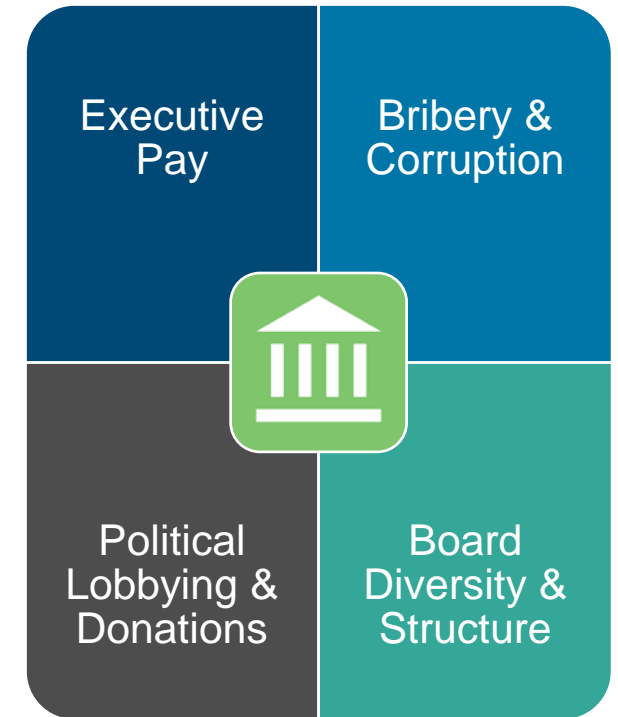 Executive
Pay
Bribery &
Corruption
Political
Lobbying &
Donations
Board
Diversity &
Structure